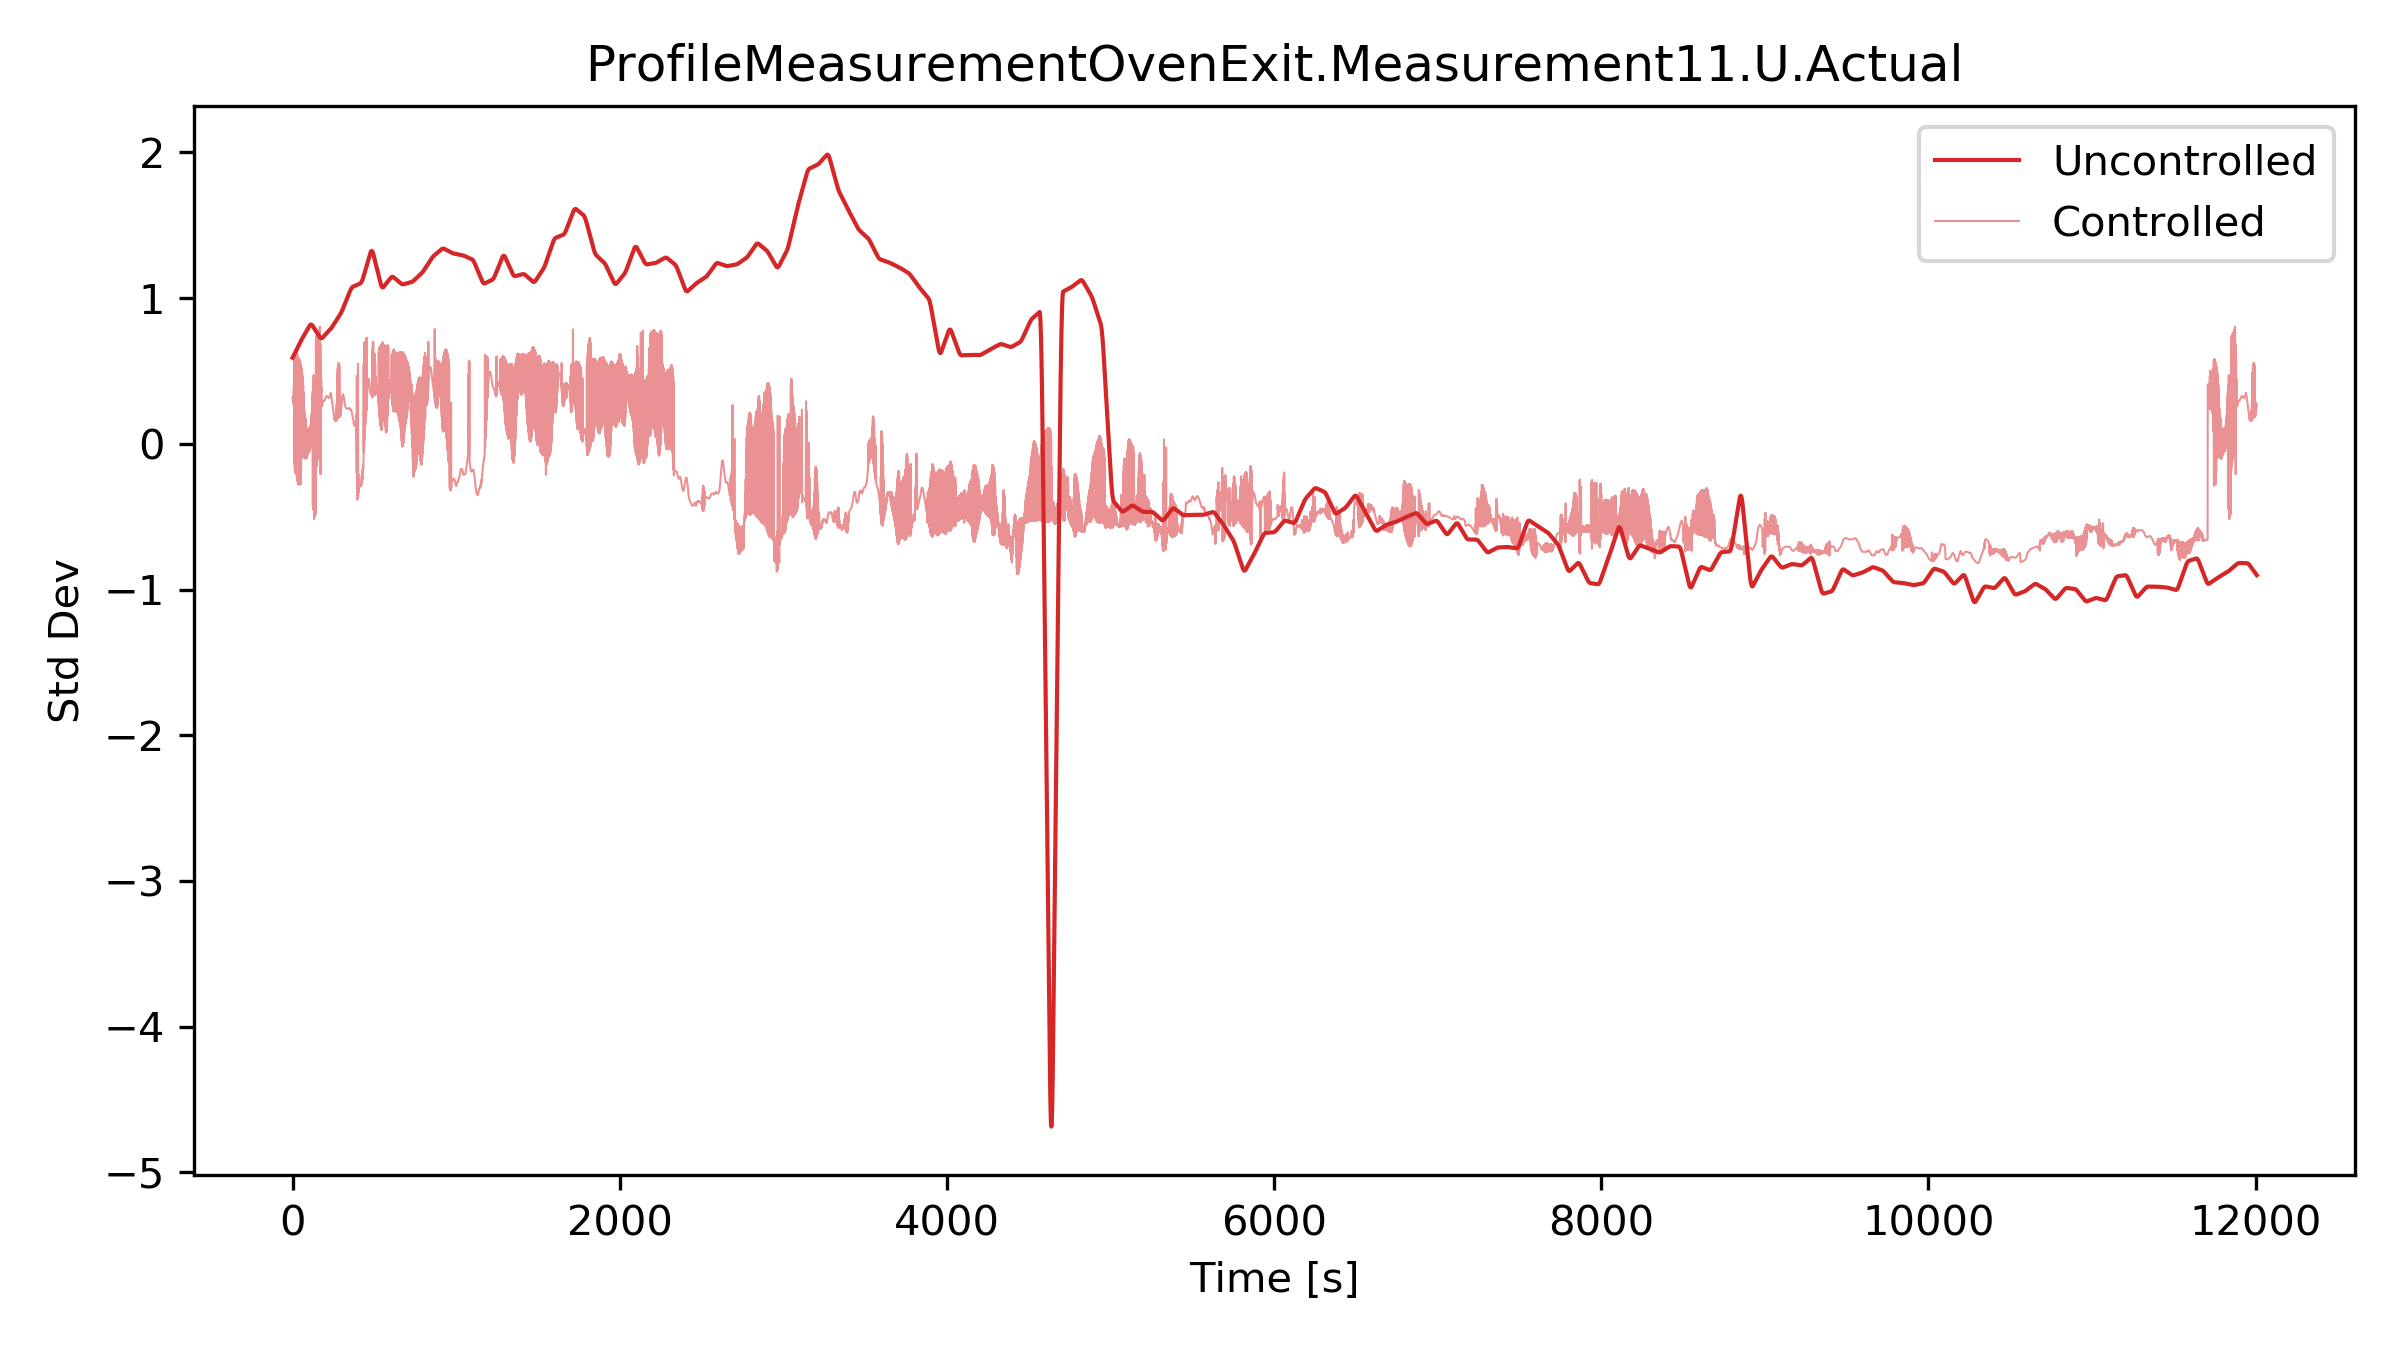 ProfileMeasurementOvenExit.Measurement11.U.Actual
Uncontrolled
Controlled
2
1
0
−1
−2
−3
−4
−5
Std Dev
0 2000 4000 6000 8000 10000 12000
Time [s]